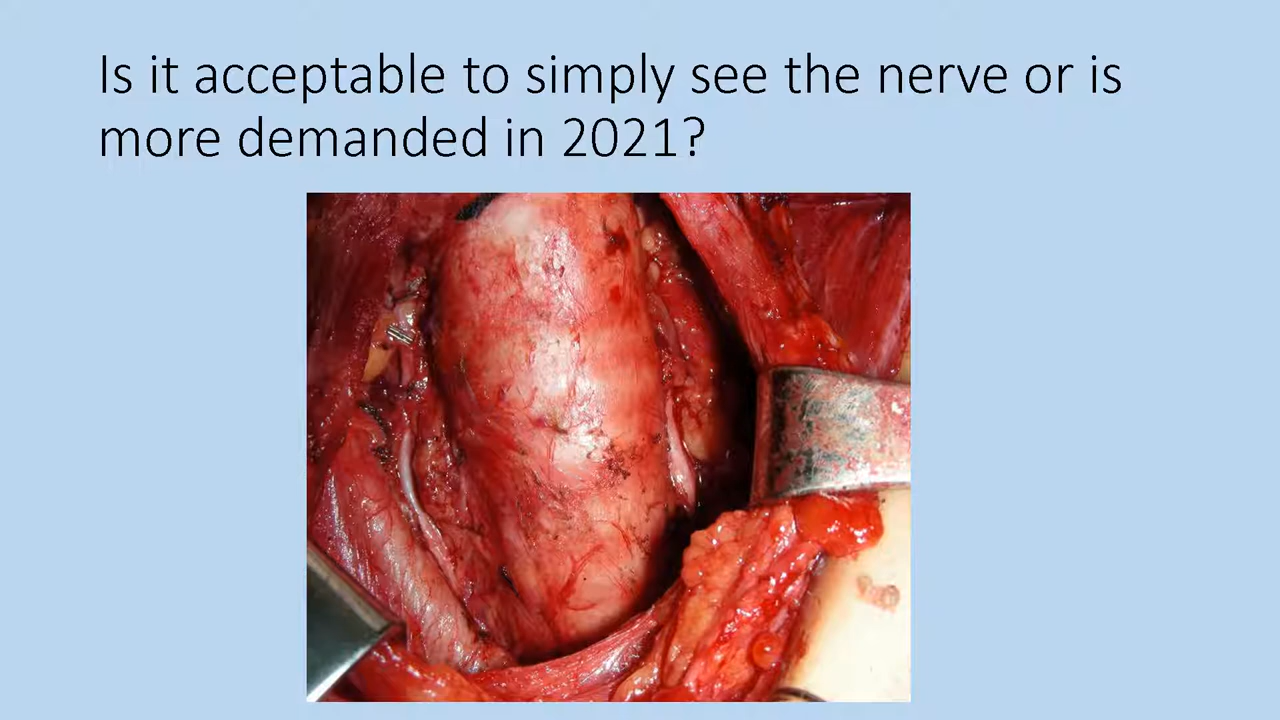 Is it acceptable to simply see the nerve or is
more demanded in 2021?